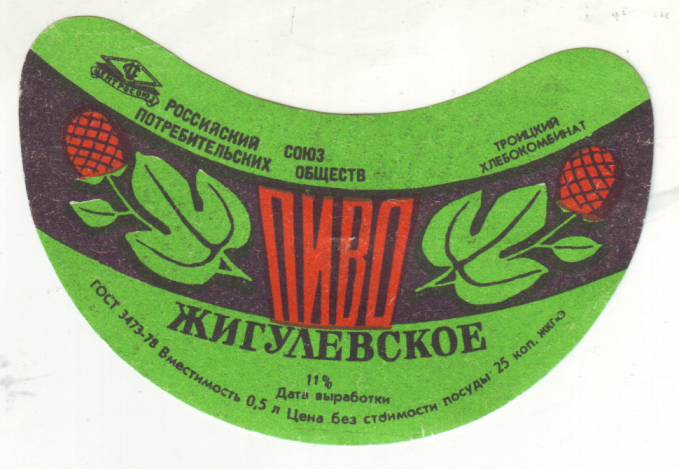 ЦЕНТРОСОЮЗ
РОССИЙСКИЙ СОЮЗ
ПОТРЕБИТЕЛЬСКИХ ОБЩЕСТВ
ТРОИЦКИЙ
ХЛЕБОКОМБИНАТ
ПИВО
ЖИГУЛЕВСКОЕ
11%
Дата выработки
ГОСТ 3473-78 Вместимость 0,5 л Цена без стоимости посуды 25 коп.